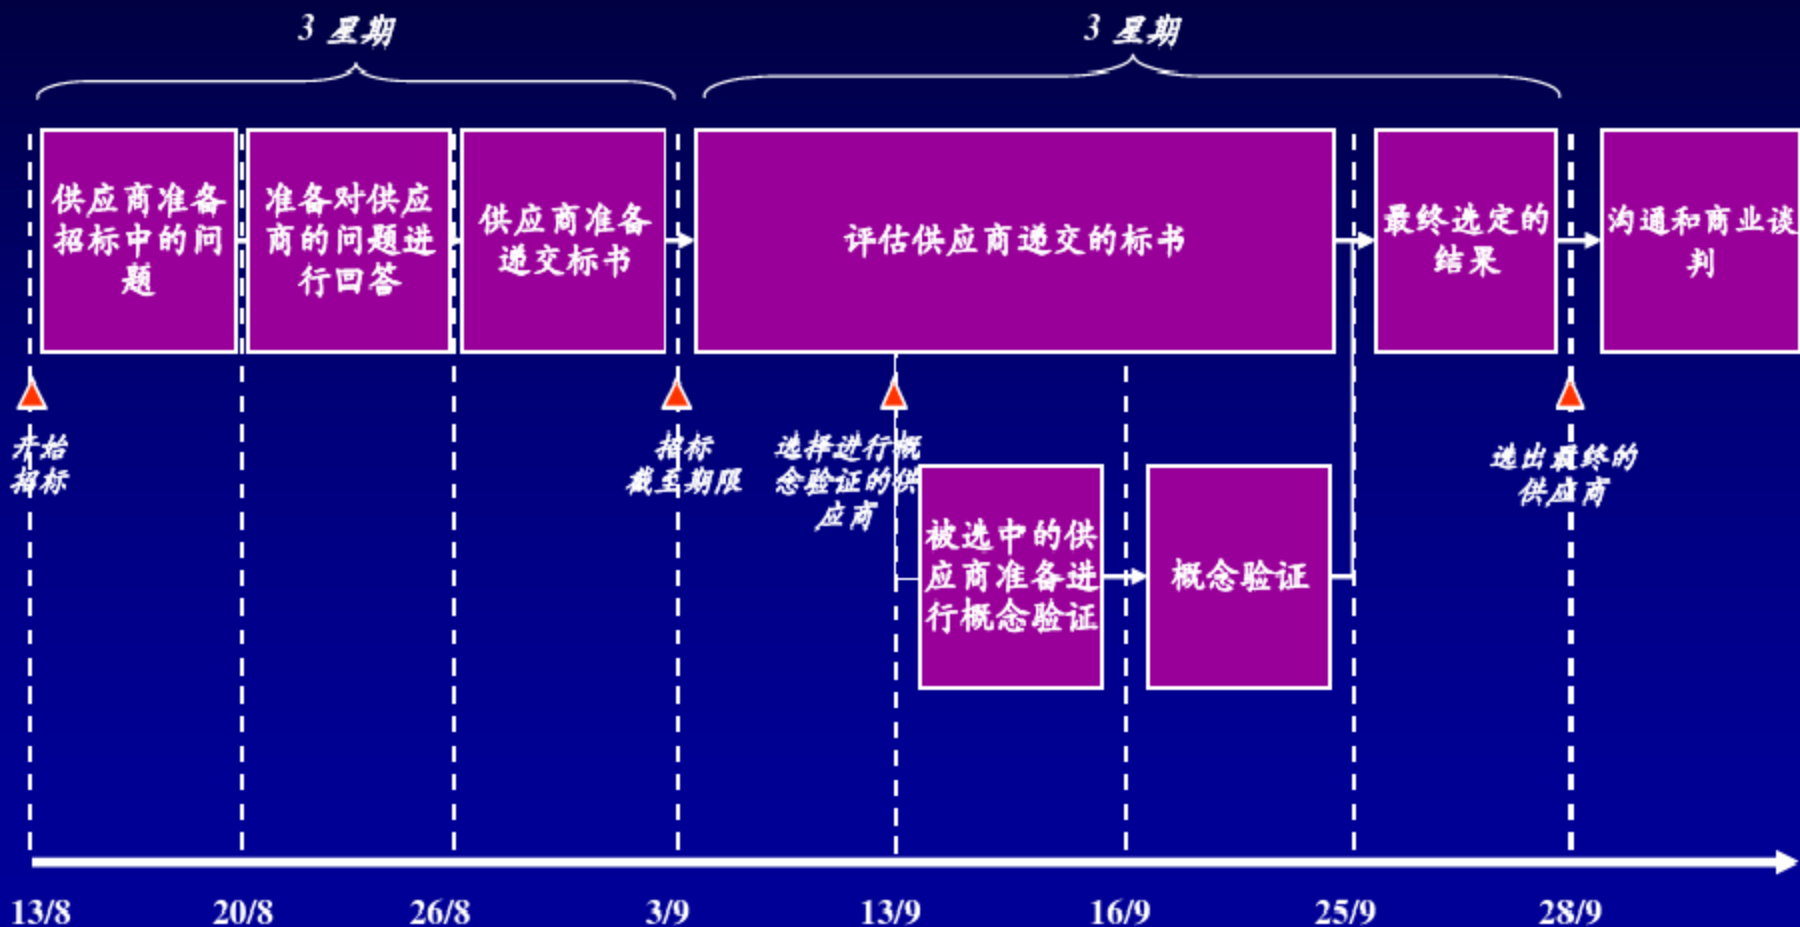 3 星期
3 星期
供应商准备
招标中的问
题
准备对供应
商的问题进
行回答
供应商准备
递交标书
评估供应商递交的标书
最终选定的
结果
沟通和商业谈
判
开始
招标
招标
截至期限
选择进行概
念验证的供
应商
选出最终的
供应商
被选中的供
应商准备进
行概念验证
概念验证
13/8
20/8
26/8
3/9
13/9
16/9
25/9
28/9